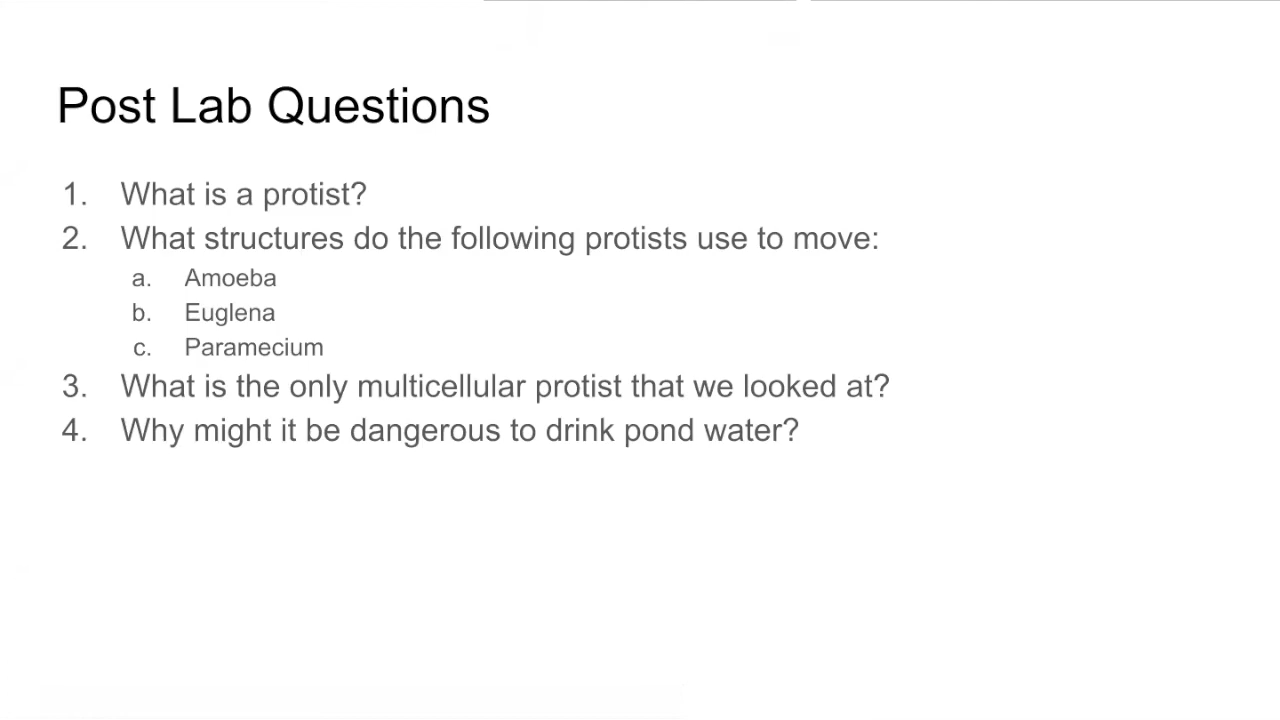 Post Lab Questions
1. What is a protist?
2. What structures do the following protists use to move:
a. Amoeba
b. Euglena
c. Paramecium
3. What is the only multicellular protist that we looked at?
4. Why might it be dangerous to drink pond water?